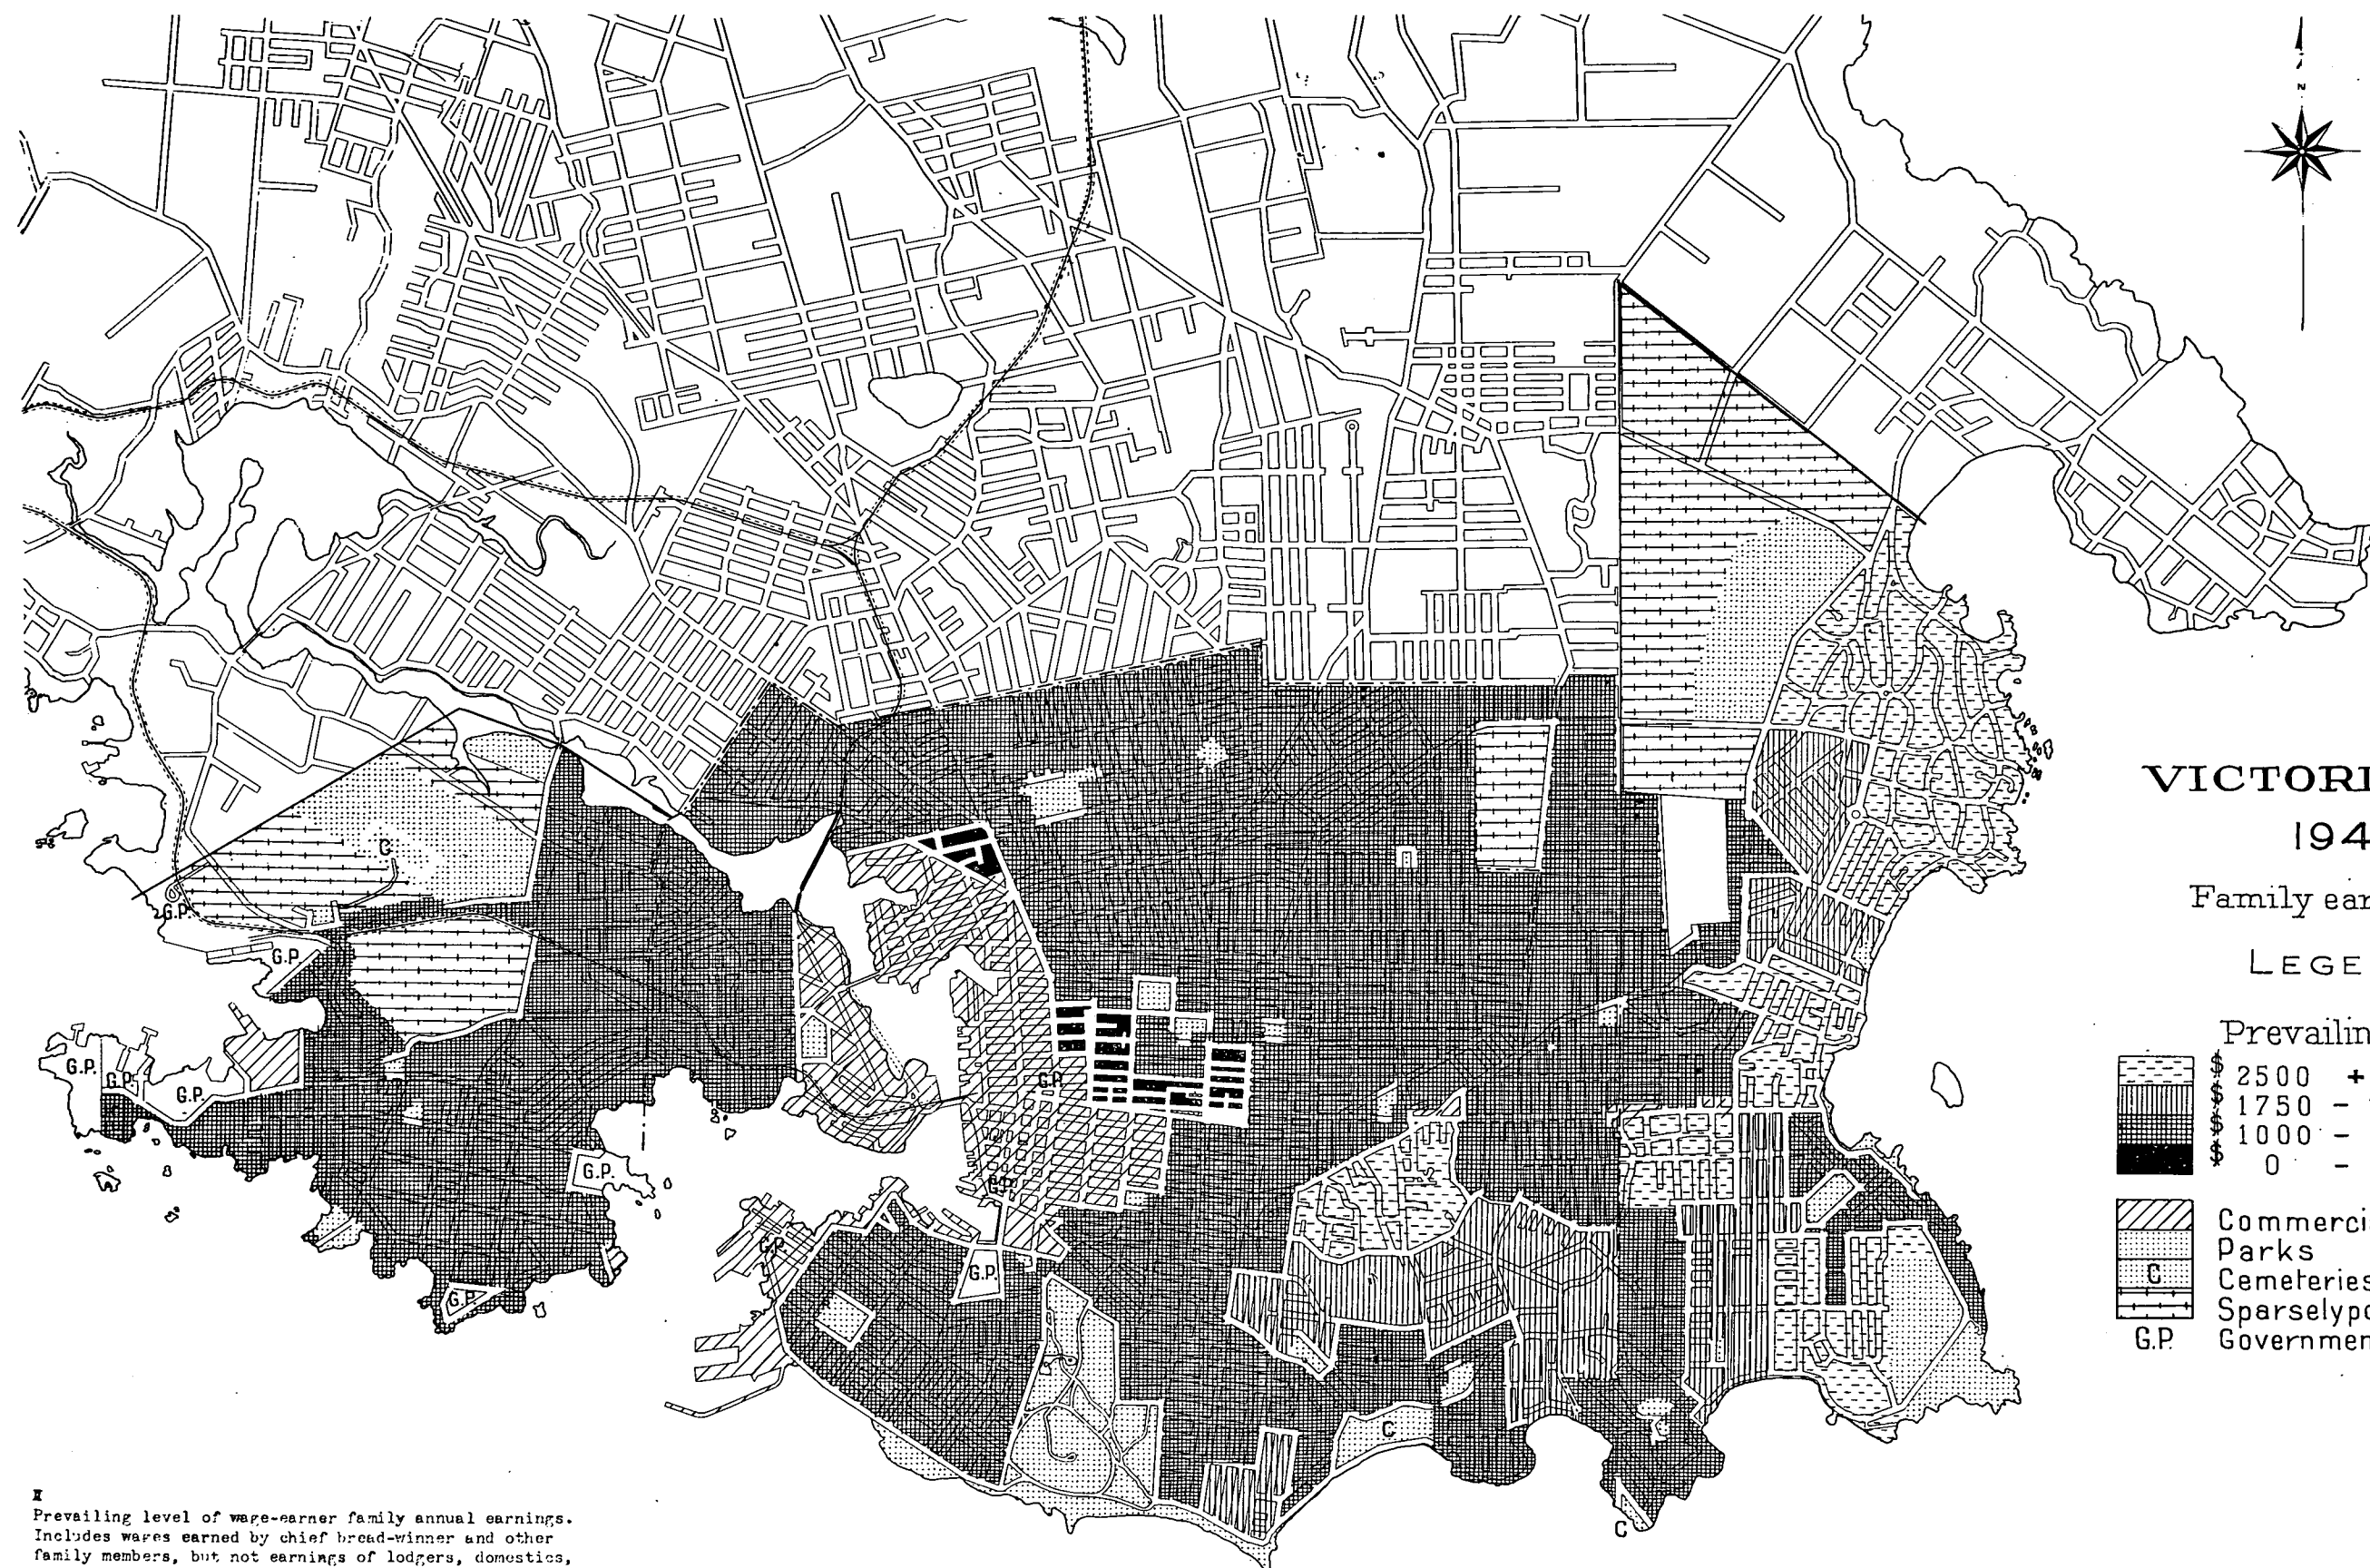 N
VICTORI
194
Family ear
LEGE
Prevailin
$ 2500 +
$ 1750 -
$ 1000 -
$ 0 -
Commerci
Parks
C Cemeteries
Sparselypo
G.P. Governmen
C
G.P.
G.P.
G.P.
G.P.
G.P.
G.P.
G.P.
G.P.
G.P.
G.P.
G.P.
C
C
Prevailing level of wage-earner family annual earnings.
Includes wages earned by chief bread-winner and other
family members, but not earnings of lodgers, domestics,